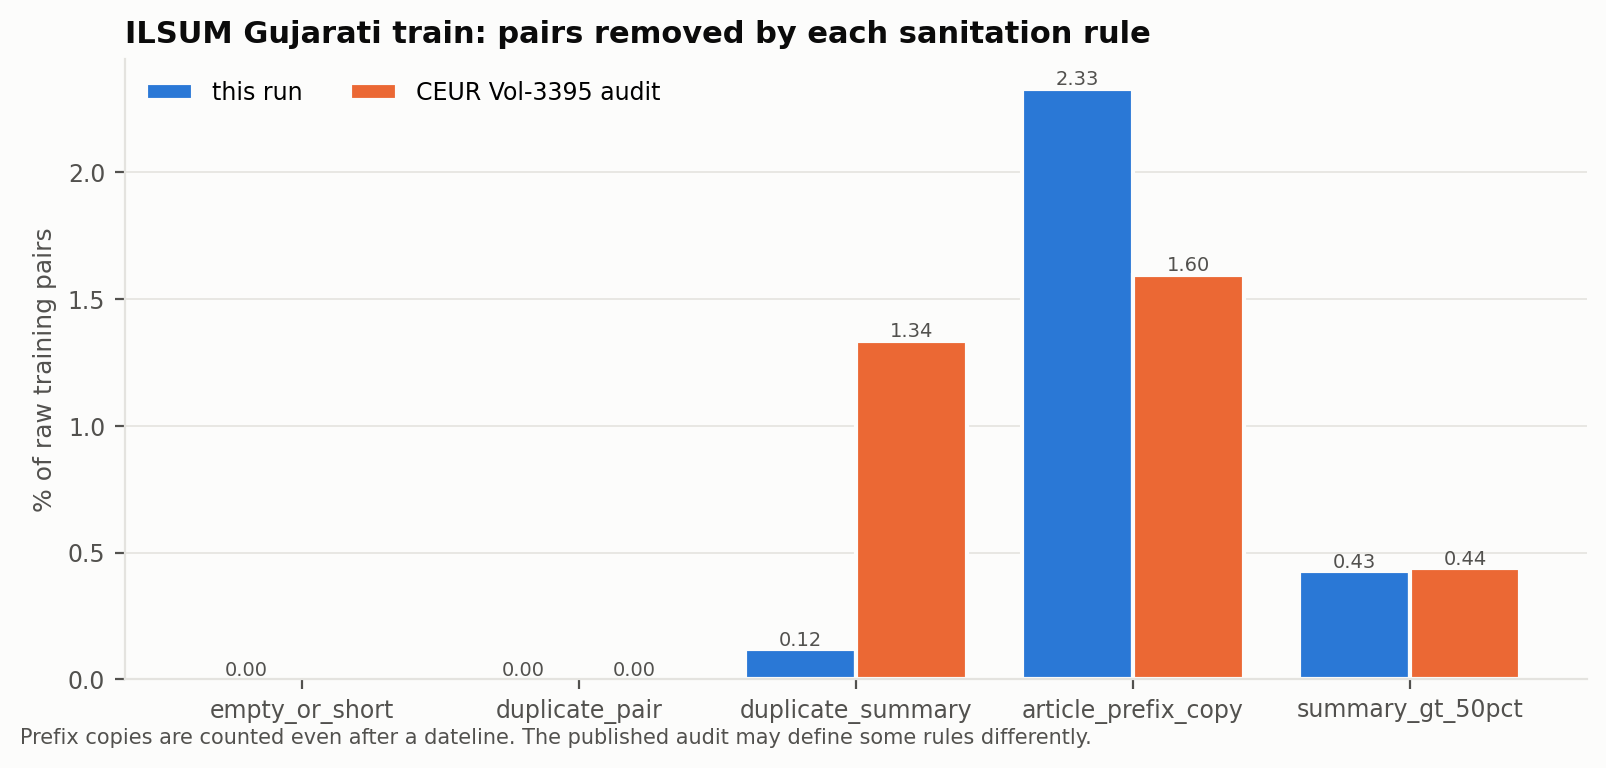 ILSUM Gujarati train: pairs removed by each sanitation rule
this run
CEUR Vol-3395 audit
% of raw training pairs
2.0
1.5
1.0
0.5
0.0
0.00
0.00
0.00
0.12
1.34
2.33
1.60
0.43
0.44
empty_or_short
duplicate_pair
duplicate_summary
article_prefix_copy
summary_gt_50pct
Prefix copies are counted even after a dateline. The published audit may define some rules differently.